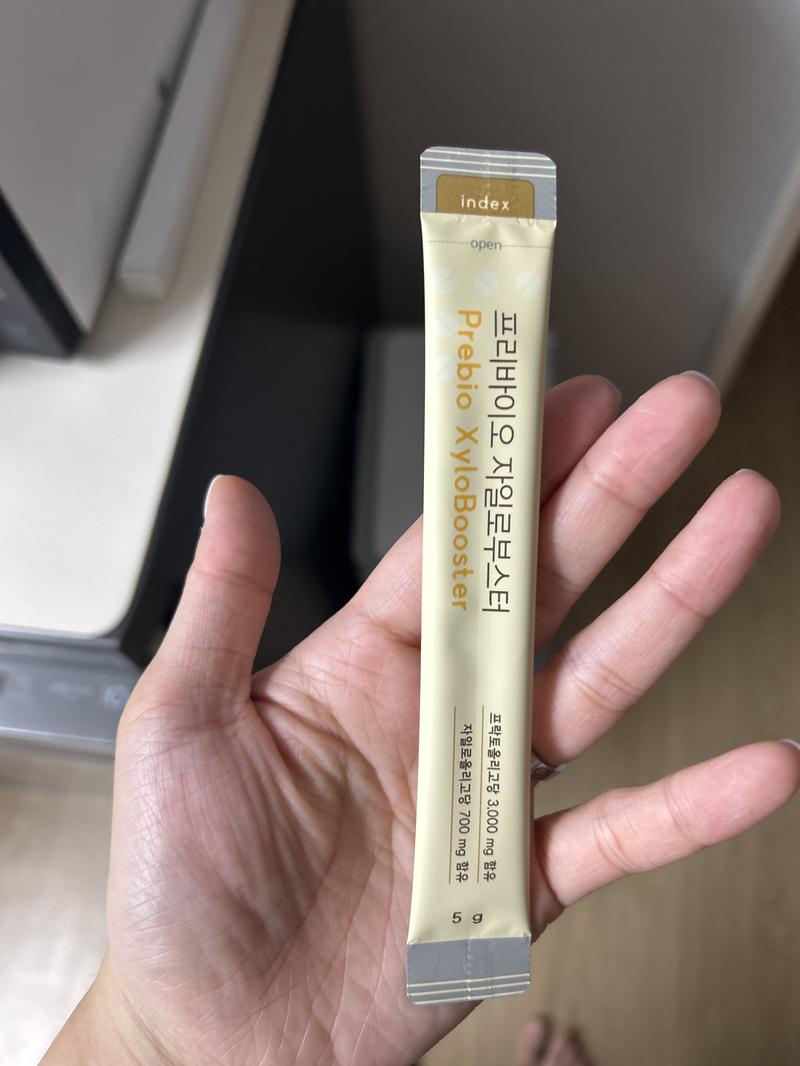 index
open
프리바이오 자일로부스터
Prebio XyloBooster
프락토올리고당 3,000 mg 함유
자일로올리고당 700 mg 함유
5 g